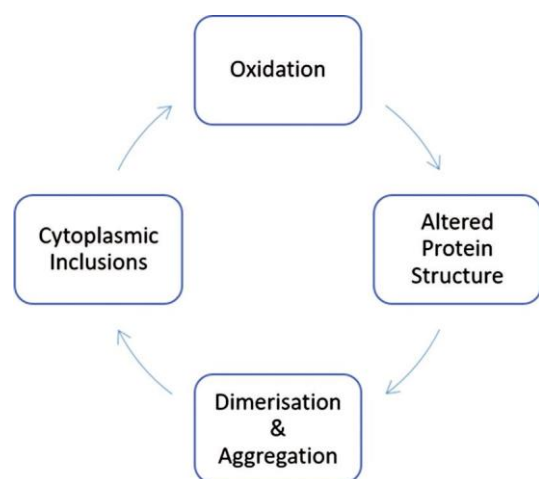 Oxidation
Altered
Protein
Structure
Dimerisation
&
Aggregation
Cytoplasmic
Inclusions